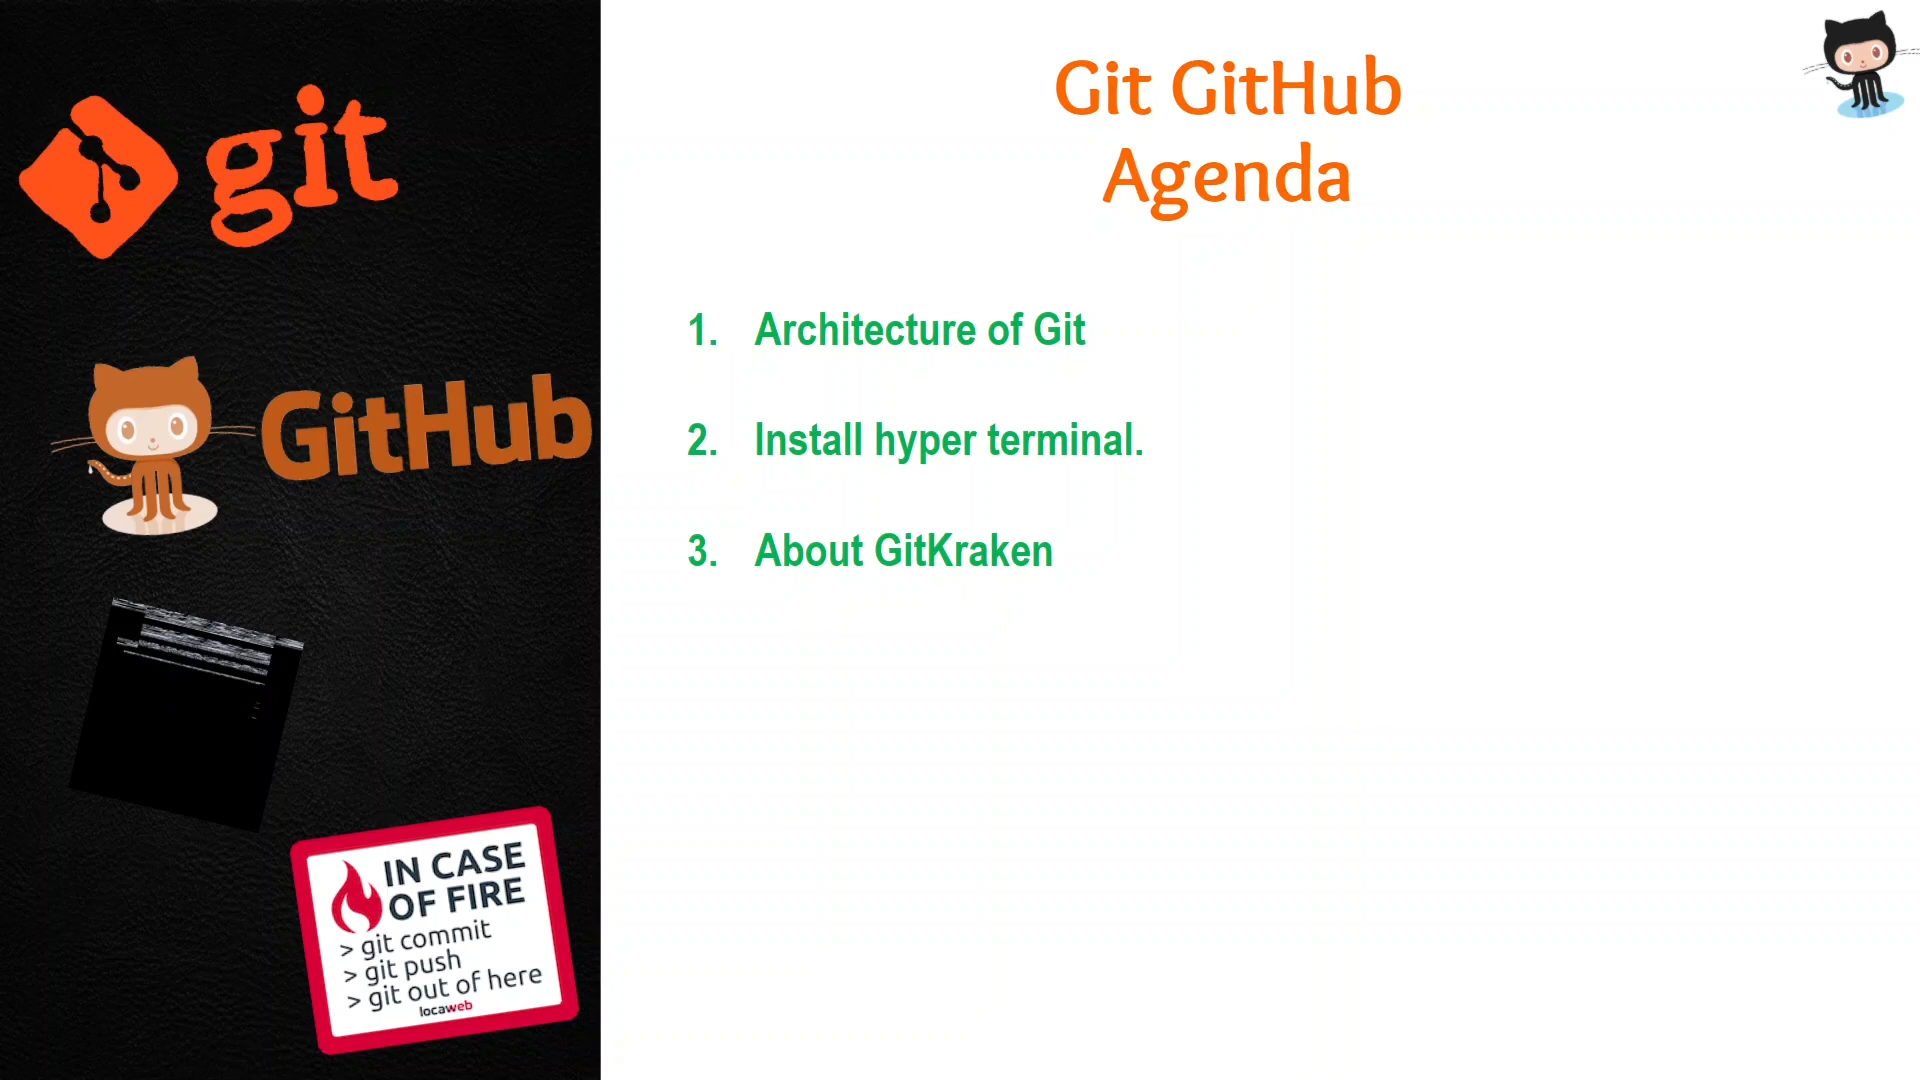 git
GitHub
IN CASE
OF FIRE
> git commit
> git push
> git out of here
locaweb
Git GitHub
Agenda
1. Architecture of Git
2. Install hyper terminal.
3. About GitKraken